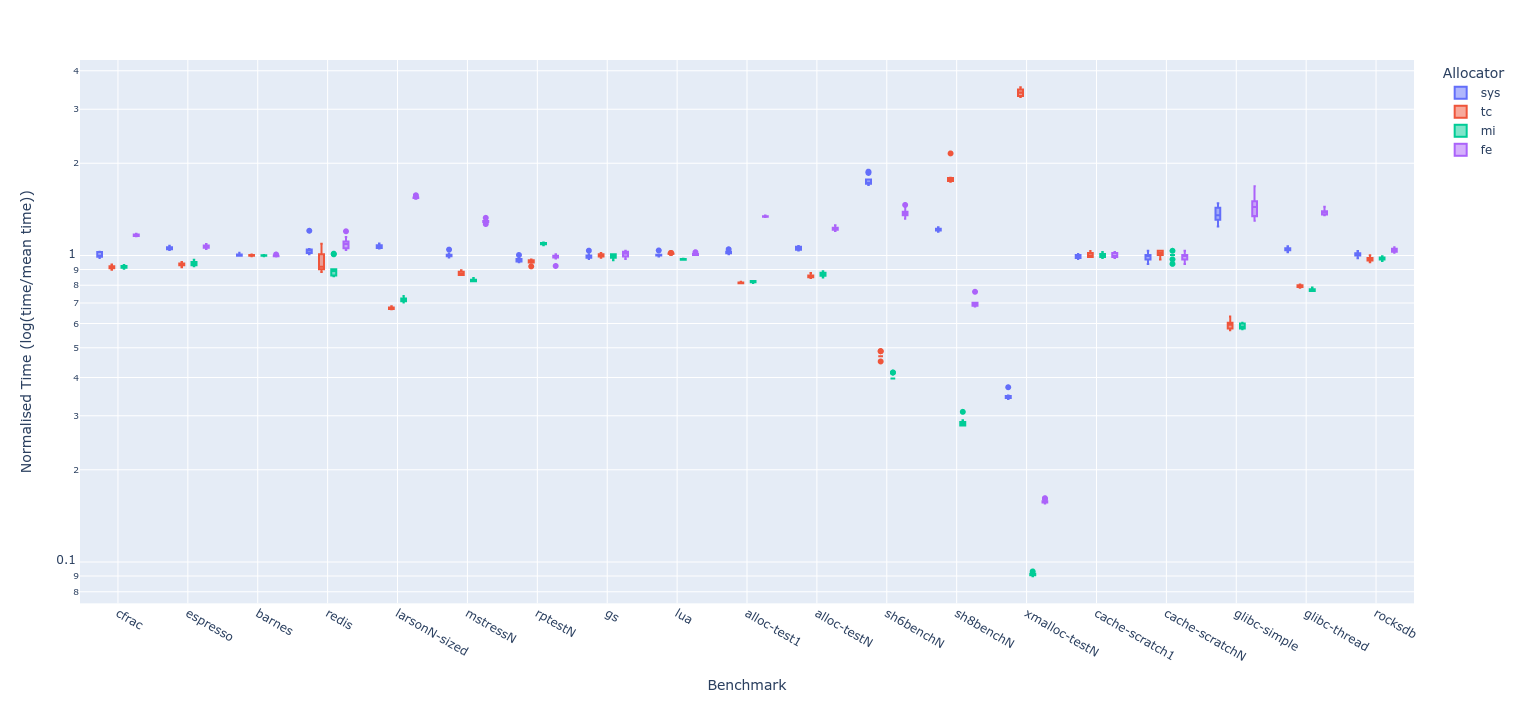 Allocator
sys
tc
mi
fe
Normalised Time (log(time/mean time))
4
3
2
1
9
8
7
6
5
4
3
2
0.1
9
8
cfrac
espresso
barnes
redis
larsonN-sized
mstressN
rptestN
gs
lua
alloc-test1
alloc-testN
sh6benchN
sh8benchN
xmalloc-testN
cache-scratch1
cache-scratchN
glibc-simple
glibc-thread
rocksdb
Benchmark